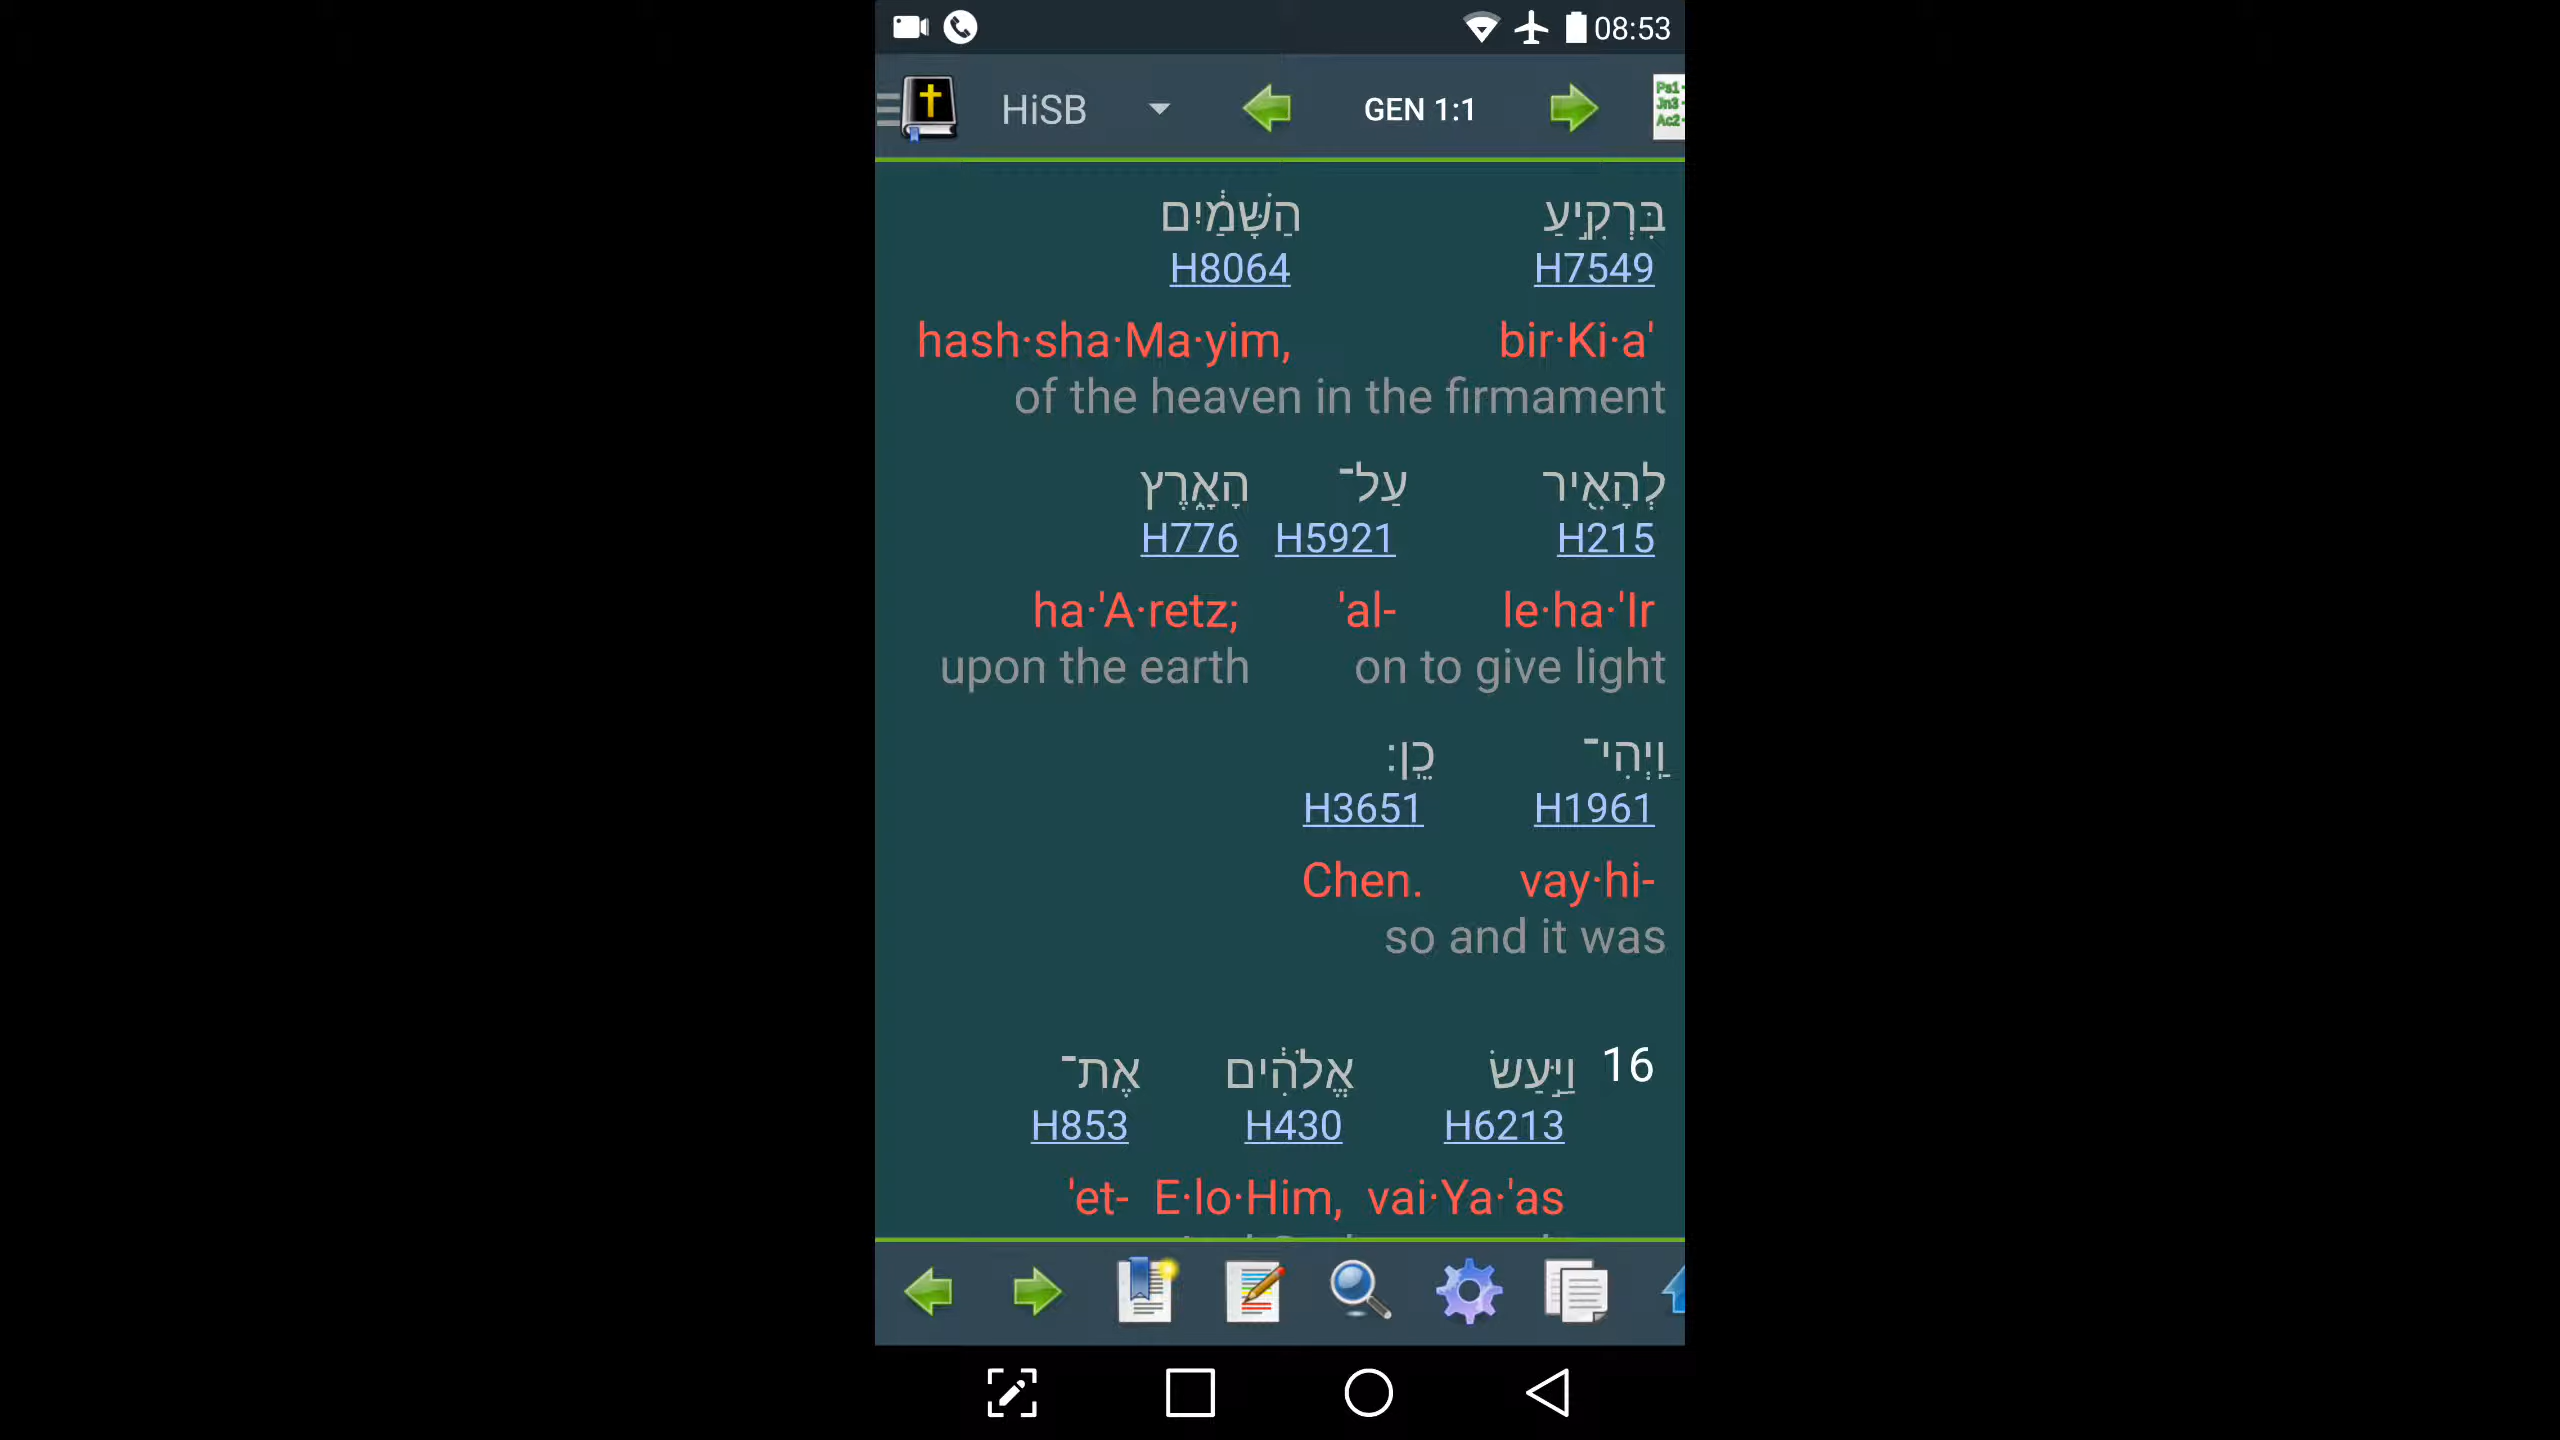 08:53
HiSB GEN 1:1
Ps1
Jn3
Ac2
בִּרְקִ֣יעַ הַשָּׁמַ֔יִם
H8064 H7549
hash·sha·Ma·yim, bir·Ki·a'
of the heaven in the firmament
לְהָאִ֖יר עַל־ הָאָ֑רֶץ
H776 H5921 H215
ha·'A·retz; 'al- le·ha·'Ir
upon the earth on to give light
וַֽיְהִי־ כֵֽן׃
H3651 H1961
Chen. vay·hi-
so and it was
16 וַיַּ֣עַשׂ אֱלֹהִ֔ים אֶת־
H853 H430 H6213
'et- E·lo·Him, vai·Ya·'as